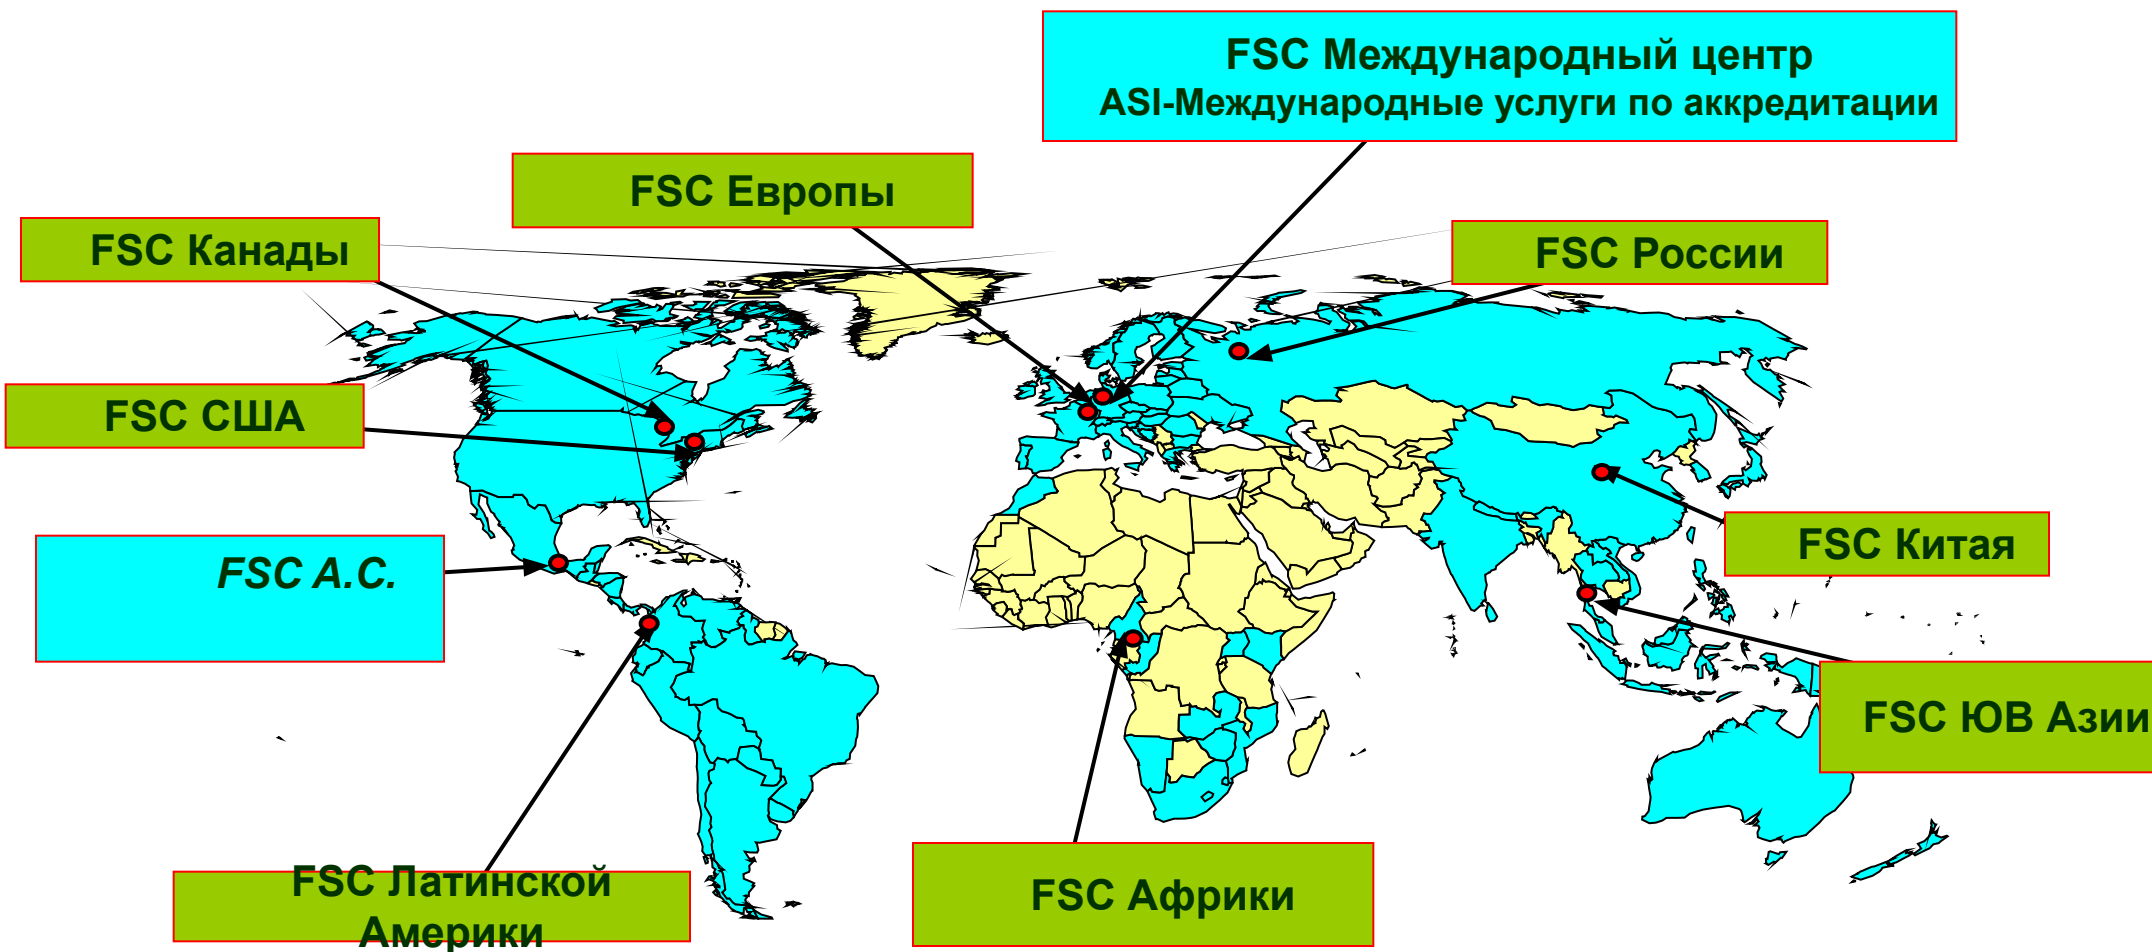 FSC Международный центр
ASI-Международные услуги по аккредитации
FSC Европы
FSC Канады
FSC России
FSC США
FSC Китая
FSC A.C.
FSC ЮВ Азии
FSC Латинской
Америки
FSC Африки